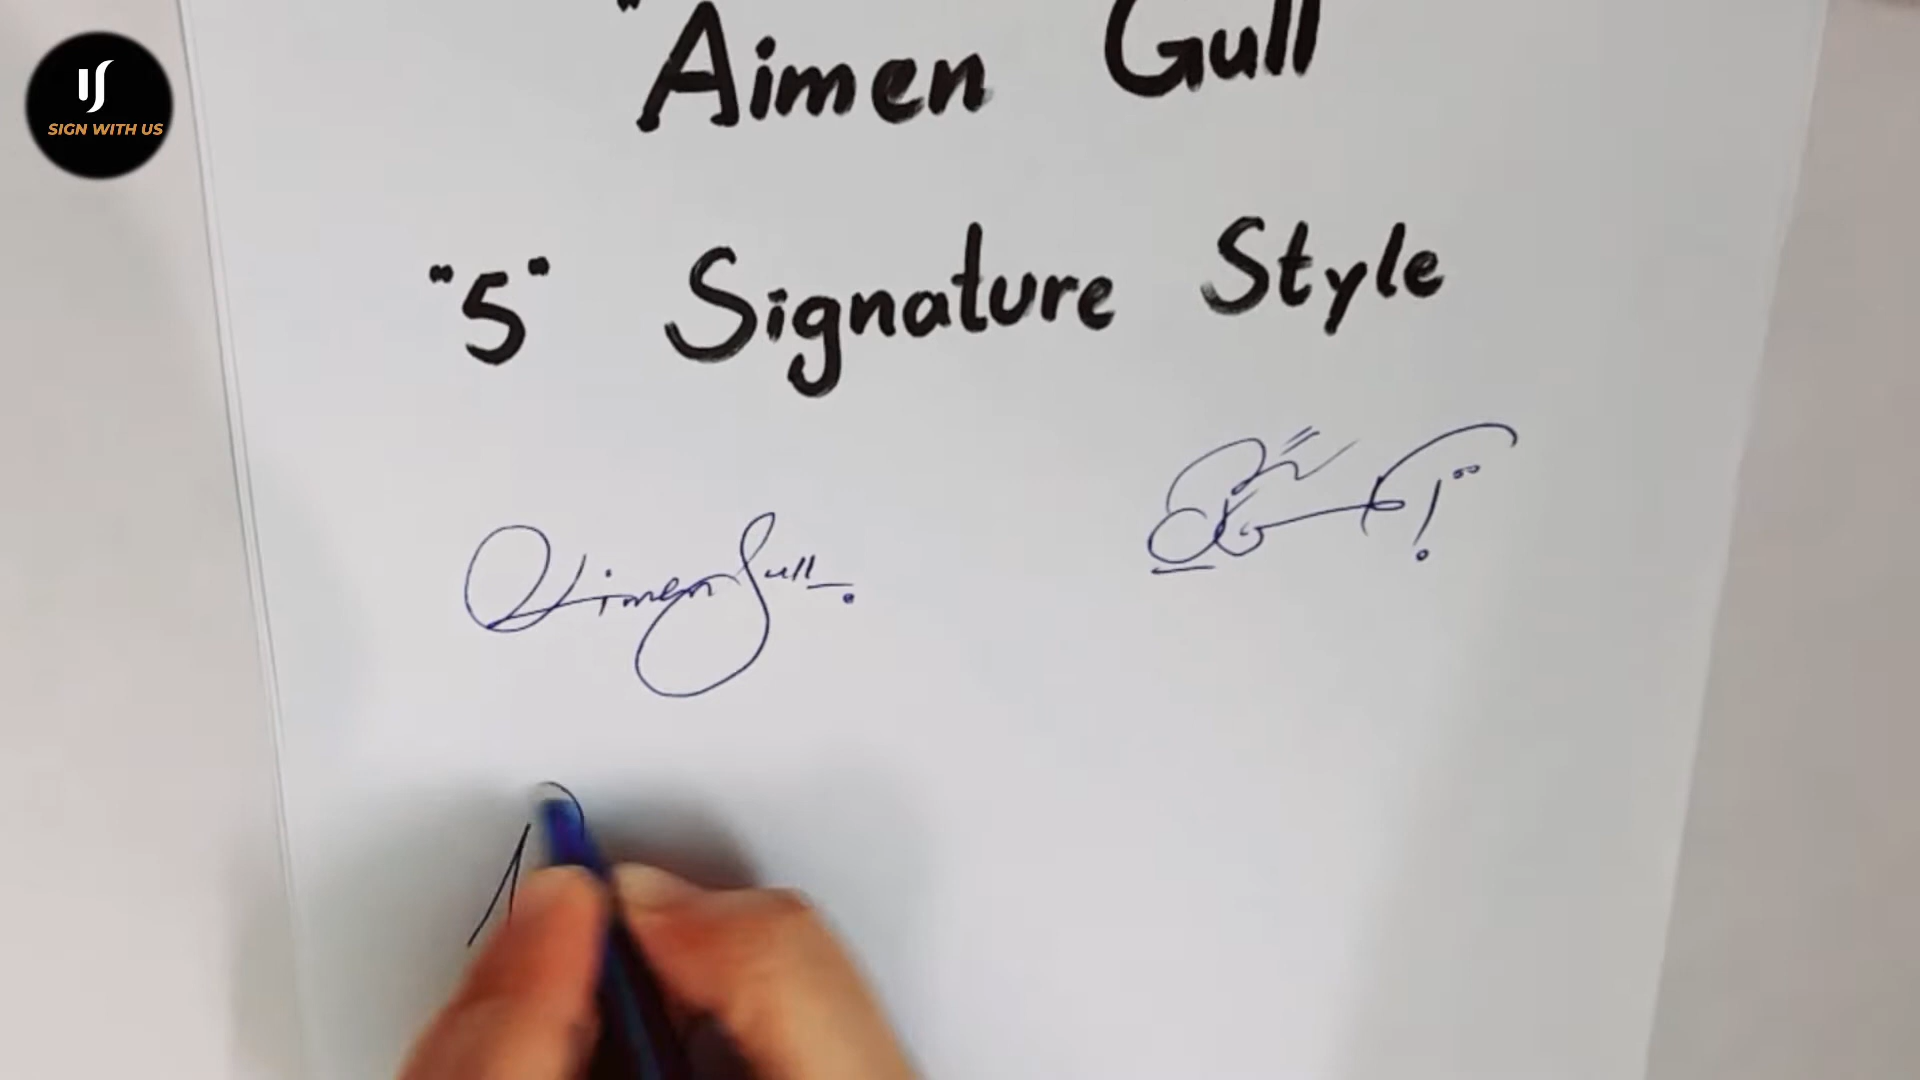 "Aimen Gull
"5" Signature Style
Aimen Gull
SIGN WITH US